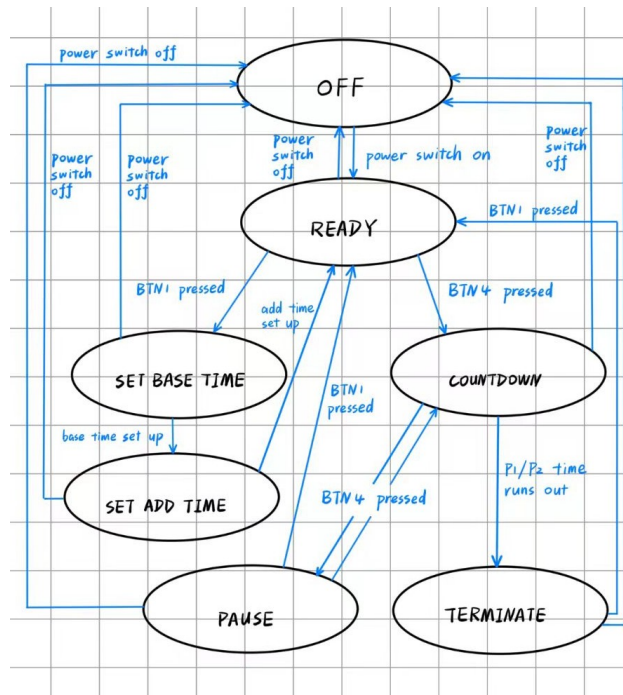 power switch off
OFF
power
switch
off
power
switch
off
power
switch
off
power switch on
power
switch
off
READY
BTN1 pressed
BTN1 pressed
add time
set up
BTN4 pressed
SET BASE TIME
COUNTDOWN
BTN1
pressed
base time set up
P1/P2 time
runs out
SET ADD TIME
BTN4 pressed
PAUSE
TERMINATE